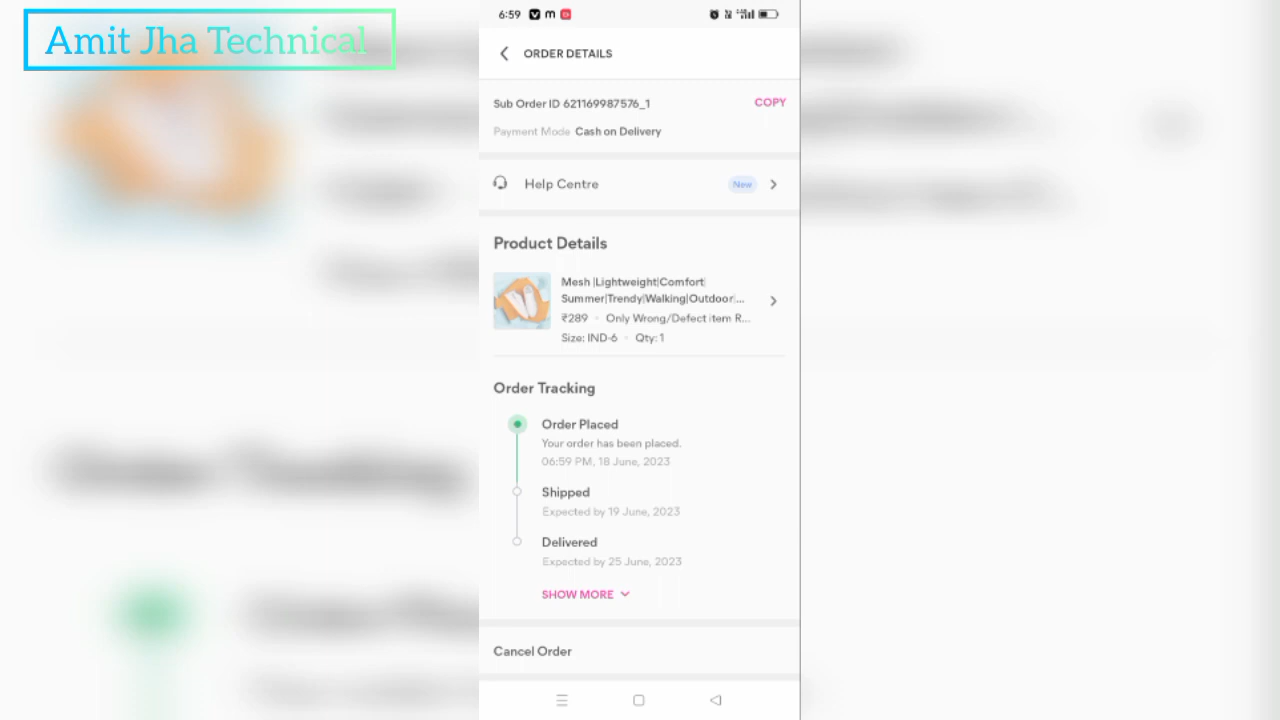 Amit Jha Technical
6:59
ORDER DETAILS
Sub Order ID 621169987576_1
COPY
Payment Mode Cash on Delivery
Help Centre
New
Product Details
Mesh |Lightweight|Comfort|
Summer|Trendy|Walking|Outdoor|...
₹289 • Only Wrong/Defect item R...
Size: IND-6 • Qty: 1
Order Tracking
Order Placed
Your order has been placed.
06:59 PM, 18 June, 2023
Shipped
Expected by 19 June, 2023
Delivered
Expected by 25 June, 2023
SHOW MORE
Cancel Order